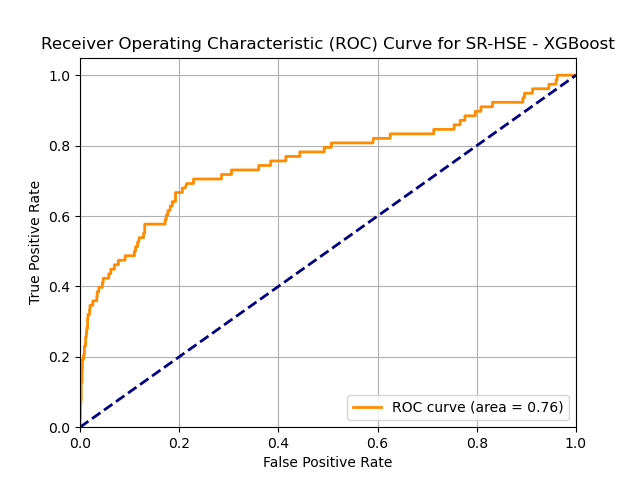 Receiver Operating Characteristic (ROC) Curve for SR-HSE - XGBoost
True Positive Rate
1.0
0.8
0.6
0.4
0.2
0.0
0.0 0.2 0.4 0.6 0.8 1.0
False Positive Rate
ROC curve (area = 0.76)